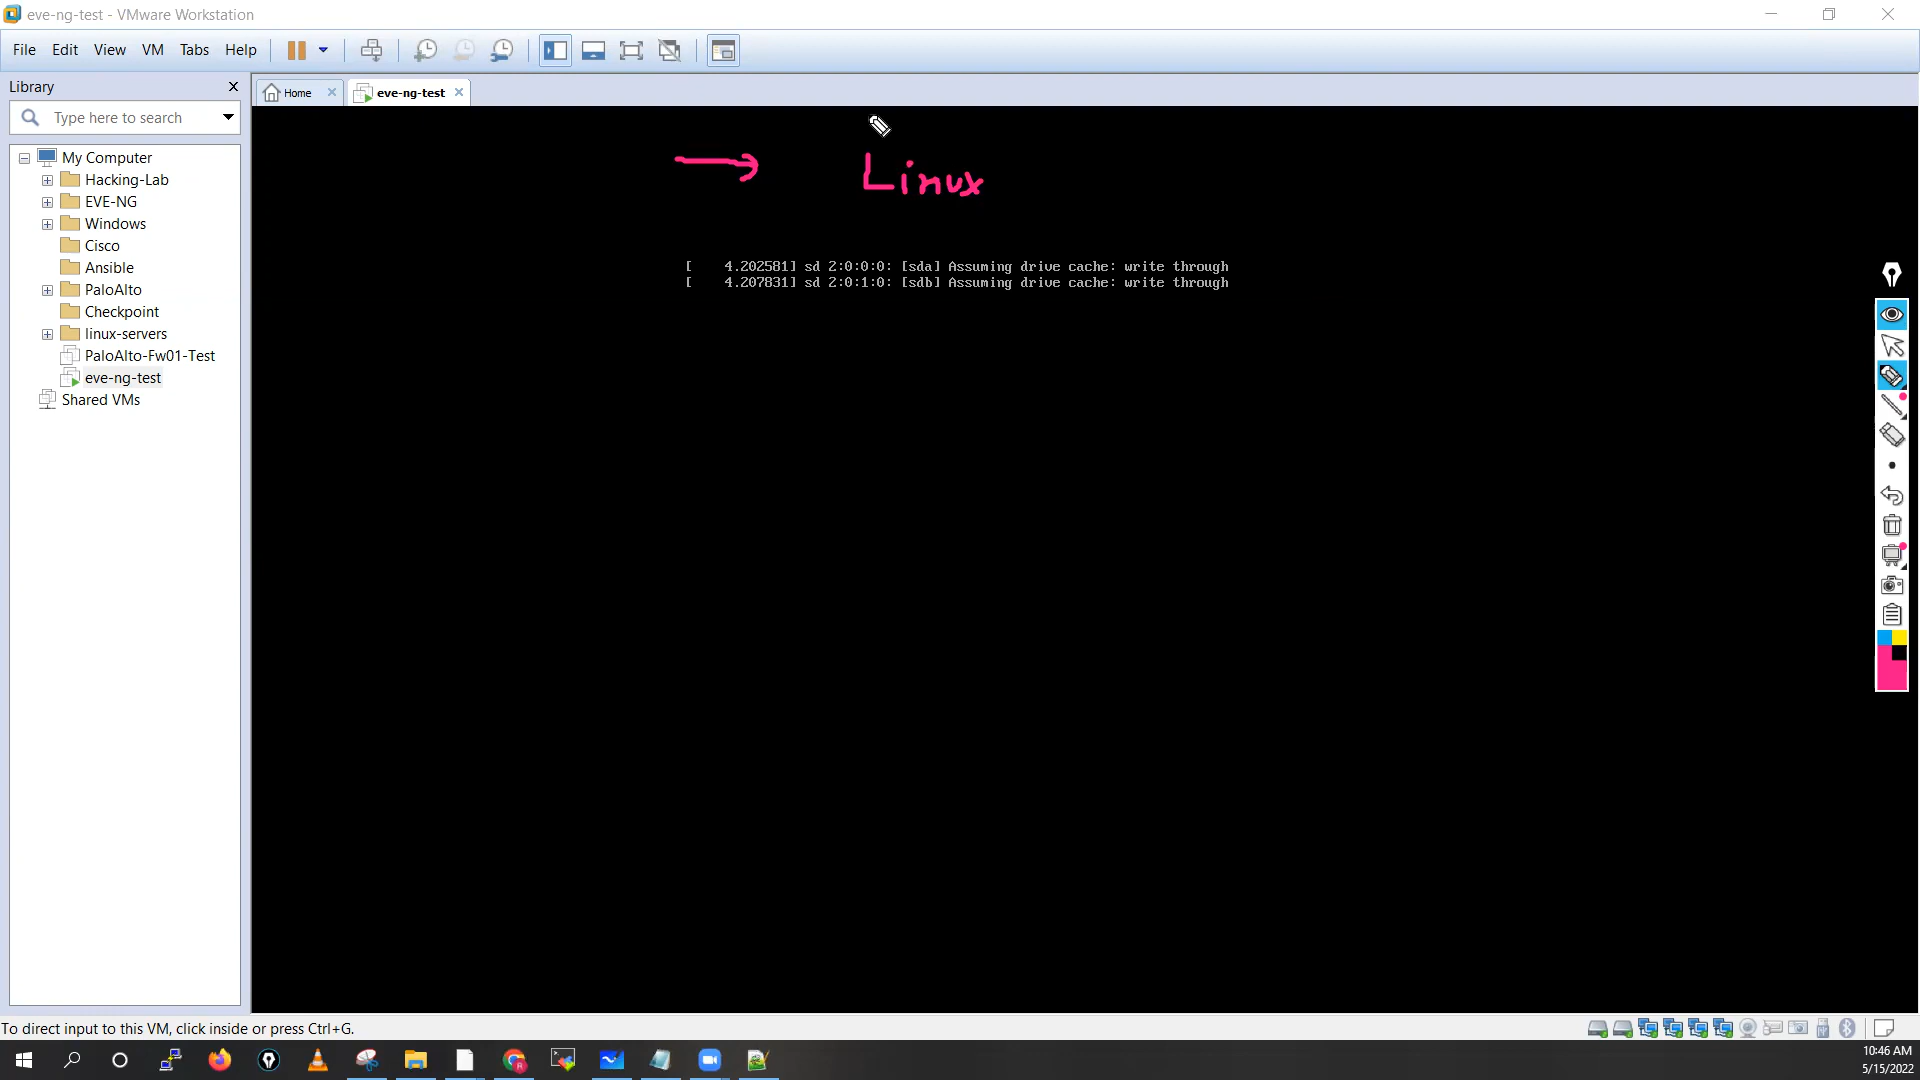 eve-ng-test - VMware Workstation
File Edit View VM Tabs Help
Library
Type here to search
My Computer
Hacking-Lab
EVE-NG
Windows
Cisco
Ansible
PaloAlto
Checkpoint
linux-servers
PaloAlto-Fw01-Test
eve-ng-test
Shared VMs
Home eve-ng-test
Linux
[    4.202581] sd 2:0:0:0: [sda] Assuming drive cache: write through
[    4.207831] sd 2:0:1:0: [sdb] Assuming drive cache: write through
To direct input to this VM, click inside or press Ctrl+G.
10:46 AM
5/15/2022